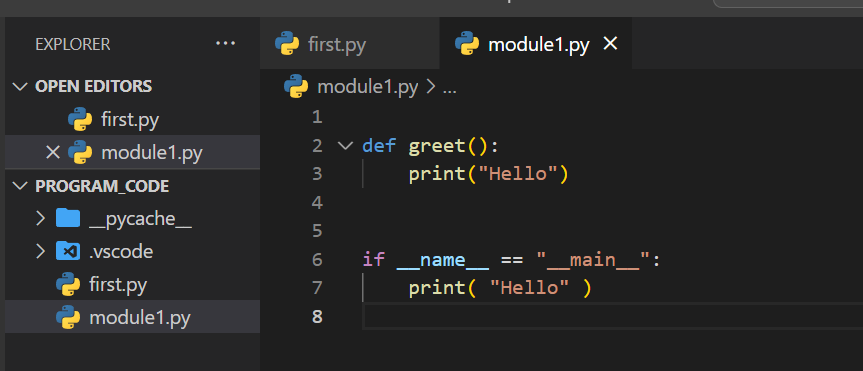 EXPLORER ...
first.py
module1.py ×
OPEN EDITORS
first.py
× module1.py
PROGRAM_CODE
> __pycache__
> .vscode
first.py
module1.py
module1.py > ...
1
2 def greet():
3     print("Hello")
4
5
6 if __name__ == "__main__":
7     print( "Hello" )
8